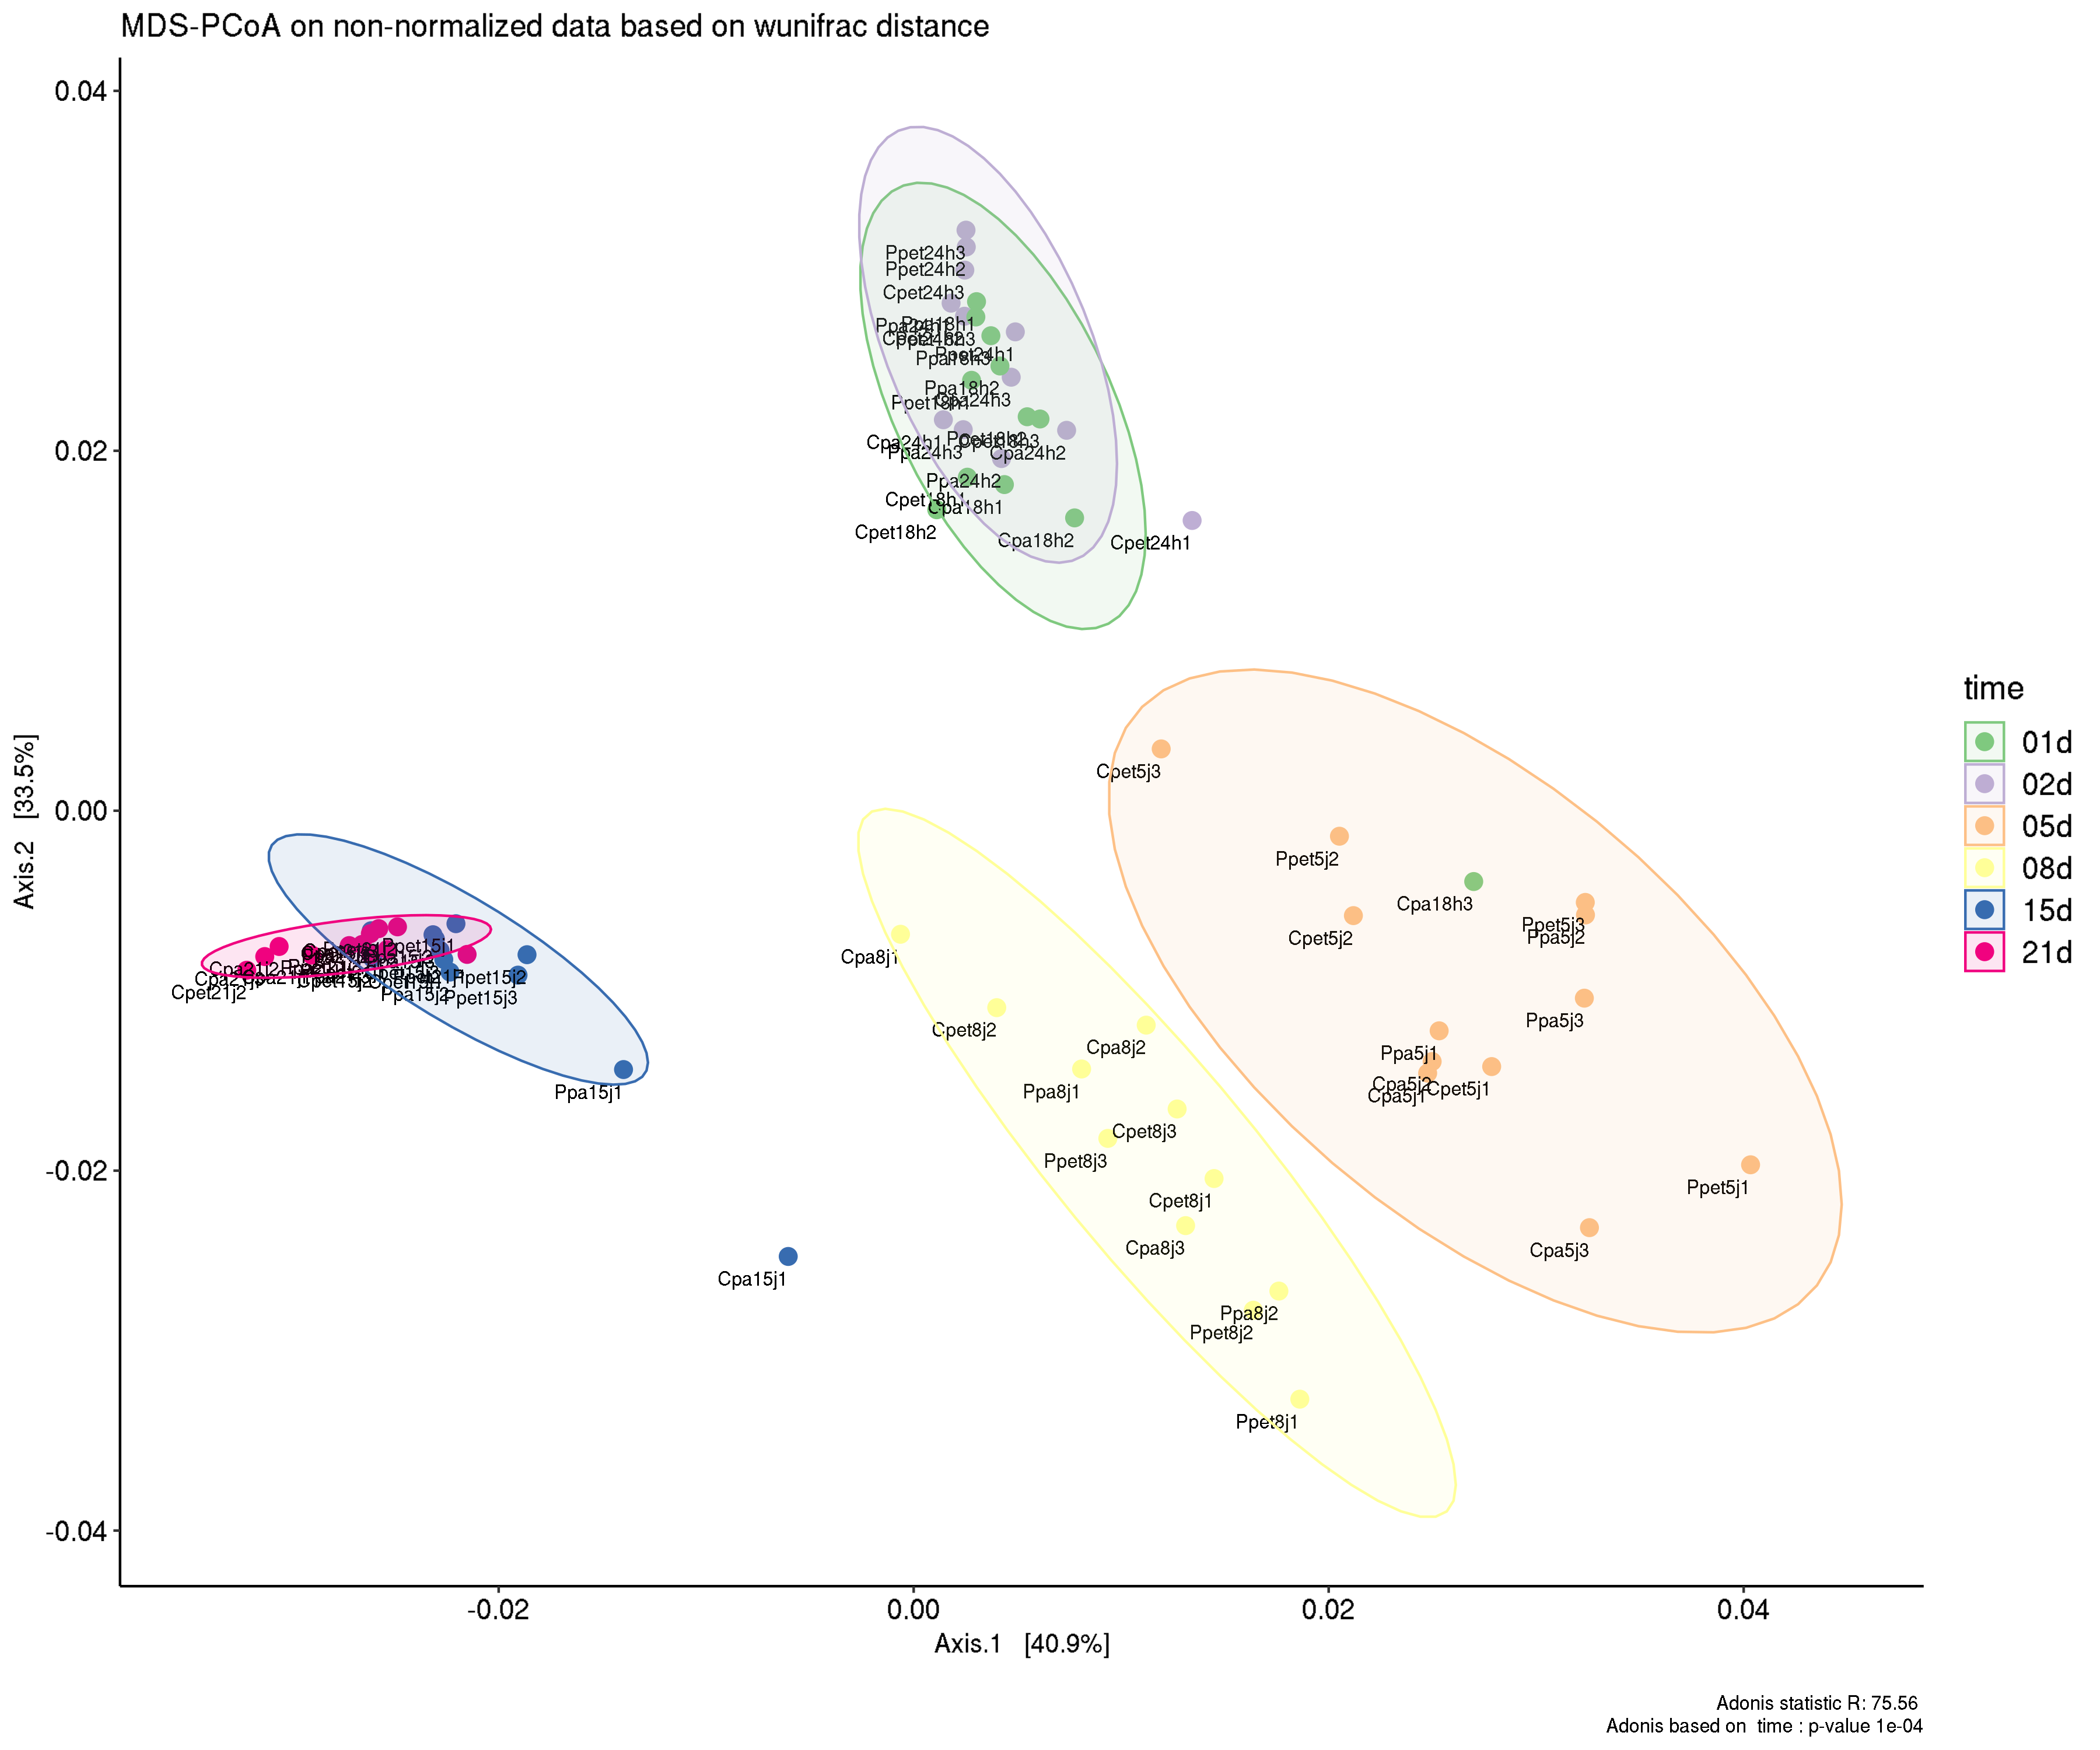 MDS-PCoA on non-normalized data based on wunifrac distance
0.04
0.02
0.00
-0.02
-0.04
Axis.2 [33.5%]
Ppet24h3
Ppet24h2
Cpet24h3
Ppa18h1
Ppet24h1
Ppa18h3
Ppa18h2
Cpa24h3
Ppet18h1
Ppet18h2
Cpet18h3
Cpa24h1
Ppa24h3
Cpa24h2
Ppa24h2
Cpet18h1
Cpa18h1
Cpet18h2
Cpa18h2
Cpet24h1
Cpet5j3
Ppet5j2
Cpa18h3
Cpet5j2
Ppet5j3
Ppa5j2
Ppa5j3
Ppa5j1
Cpa5j2
Cpa5j1
Cpet5j1
Ppet5j1
Cpa5j3
Cpa8j1
Cpet8j2
Cpa8j2
Ppa8j1
Cpet8j3
Ppet8j3
Cpet8j1
Cpa8j3
Ppa8j2
Ppet8j2
Ppet8j1
Ppet15j1
Cpa21j2
Cpet21j2
Ppa15j2
Ppet15j2
Ppet15j3
Ppa15j1
Cpa15j1
time
01d
02d
05d
08d
15d
21d
-0.02
0.00
0.02
0.04
Axis.1 [40.9%]
Adonis statistic R: 75.56
Adonis based on time : p-value 1e-04